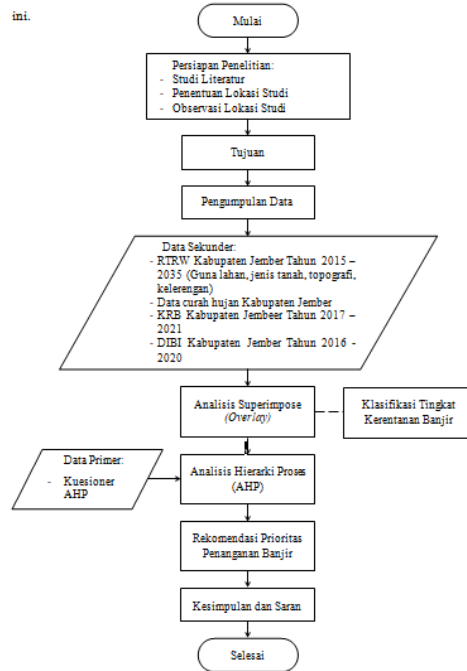 ini.
Mulai
Persiapan Penelitian:
- Studi Literatur
- Penentuan Lokasi Studi
- Observasi Lokasi Studi
Tujuan
Pengumpulan Data
Data Sekunder:
- RTRW Kabupaten Jember Tahun 2015 –
2035 (Guna lahan, jenis tanah, topografi,
kelerengan)
- Data curah hujan Kabupaten Jember
- KRB Kabupaten Jembeer Tahun 2017 –
2021
- DIBI Kabupaten Jember Tahun 2016 -
2020
Analisis Superimpose
(Overlay)
Klasifikasi Tingkat
Kerentanan Banjir
Data Primer:
- Kuesioner
AHP
Analisis Hierarki Proses
(AHP)
Rekomendasi Prioritas
Penanganan Banjir
Kesimpulan dan Saran
Selesai